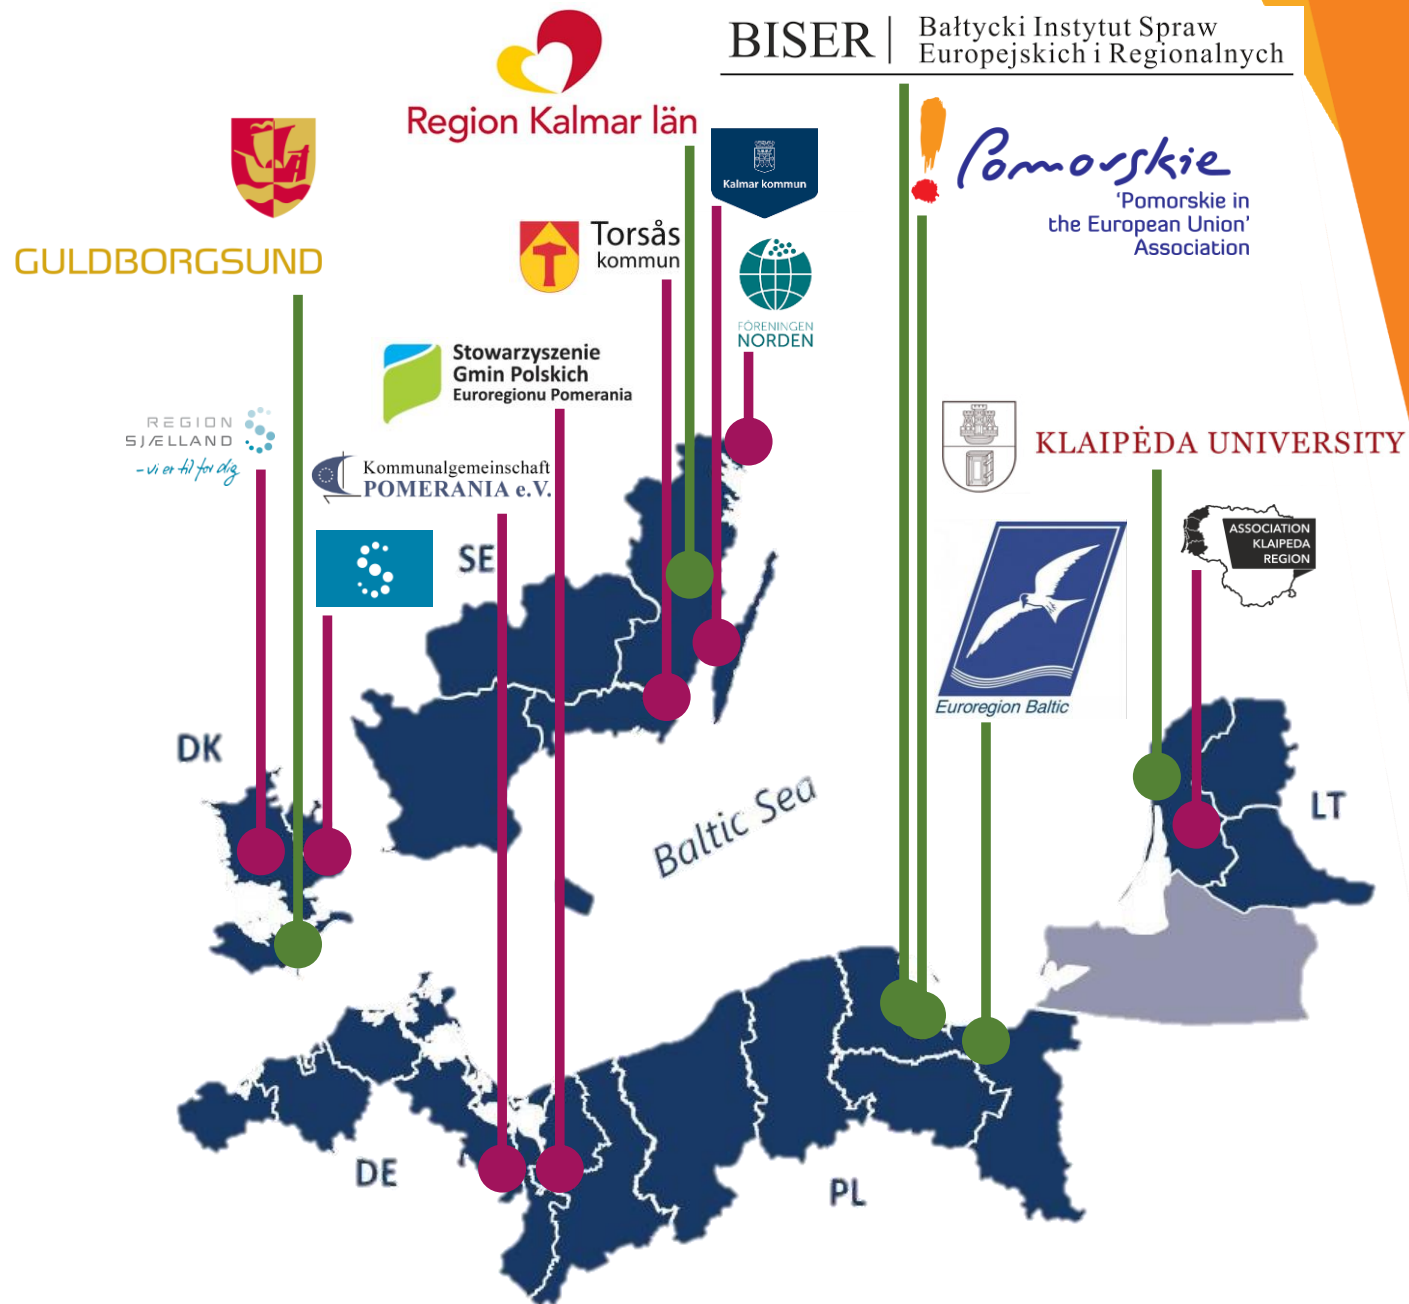 BISER
Bałtycki Instytut Spraw
Europejskich i Regionalnych
Region Kalmar län
Kalmar kommun
Pomorskie
'Pomorskie in
the European Union'
Association
GULDBORGSUND
Torsås
kommun
FÖRENINGEN
NORDEN
Stowarzyszenie
Gmin Polskich
Euroregionu Pomerania
REGION
SJÆLLAND
- vi er til for dig
Kommunalgemeinschaft
POMERANIA e.V.
KLAIPĖDA UNIVERSITY
ASSOCIATION
KLAIPEDA
REGION
Euroregion Baltic
SE
DK
Baltic Sea
LT
DE
PL